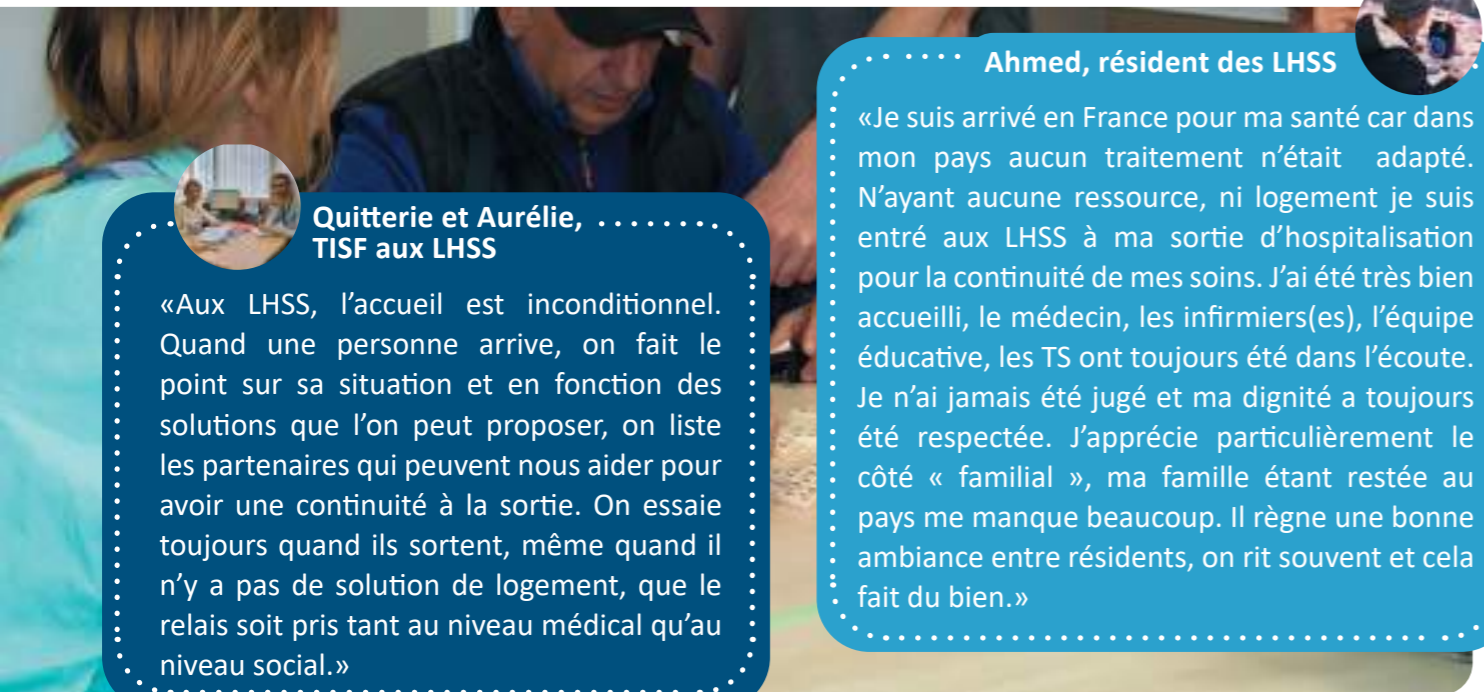 Quitterie et Aurélie,
TISF aux LHSS
«Aux LHSS, l’accueil est inconditionnel.
Quand une personne arrive, on fait le
point sur sa situation et en fonction des
solutions que l’on peut proposer, on liste
les partenaires qui peuvent nous aider pour
avoir une continuité à la sortie. On essaie
toujours quand ils sortent, même quand il
n’y a pas de solution de logement, que le
relais soit pris tant au niveau médical qu’au
niveau social.»
Ahmed, résident des LHSS
«Je suis arrivé en France pour ma santé car dans
mon pays aucun traitement n’était adapté.
N’ayant aucune ressource, ni logement je suis
entré aux LHSS à ma sortie d’hospitalisation
pour la continuité de mes soins. J’ai été très bien
accueilli, le médecin, les infirmiers(es), l’équipe
éducative, les TS ont toujours été dans l’écoute.
Je n’ai jamais été jugé et ma dignité a toujours
été respectée. J’apprécie particulièrement le
côté « familial », ma famille étant restée au
pays me manque beaucoup. Il règne une bonne
ambiance entre résidents, on rit souvent et cela
fait du bien.»